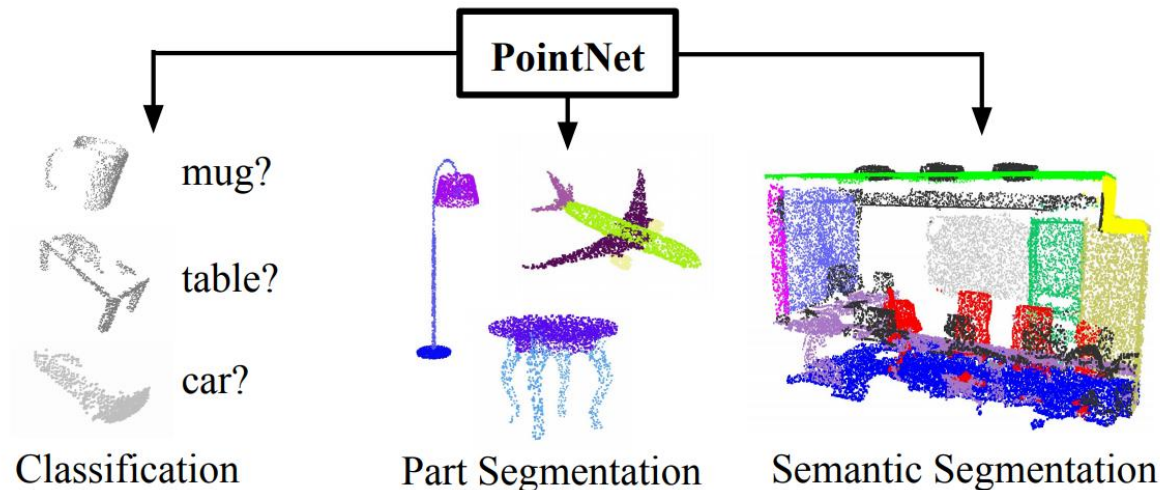 PointNet
mug?
table?
car?
Classification
Part Segmentation
Semantic Segmentation